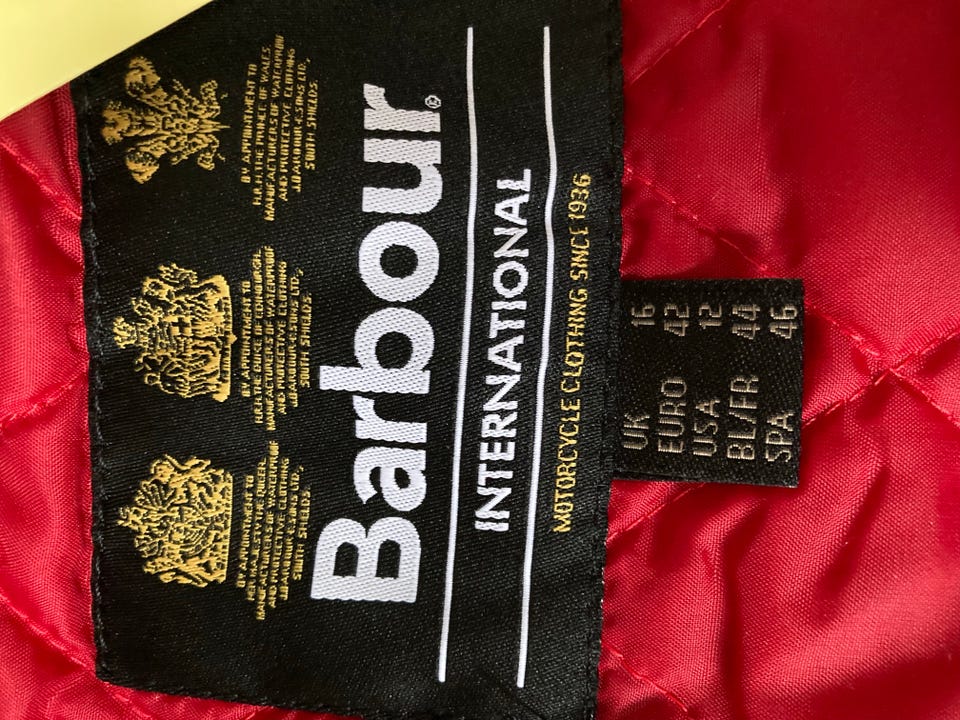 BY APPOINTMENT TO
HER MAJESTY THE QUEEN.
MANUFACTURERS OF WATERPROOF
AND PROTECTIVE CLOTHING
J.BARBOUR & SONS LTD.,
SOUTH SHIELDS.
BY APPOINTMENT TO
H.R.H. THE DUKE OF EDINBURGH.
MANUFACTURERS OF WATERPROOF
AND PROTECTIVE CLOTHING
J.BARBOUR & SONS LTD.,
SOUTH SHIELDS.
BY APPOINTMENT TO
H.R.H. THE PRINCE OF WALES.
MANUFACTURERS OF WATERPROOF
AND PROTECTIVE CLOTHING
J.BARBOUR & SONS LTD.,
SOUTH SHIELDS.
Barbour®
INTERNATIONAL
MOTORCYCLE CLOTHING SINCE 1936
UK 16
EURO 42
USA 12
BL/FR 44
SPA 46